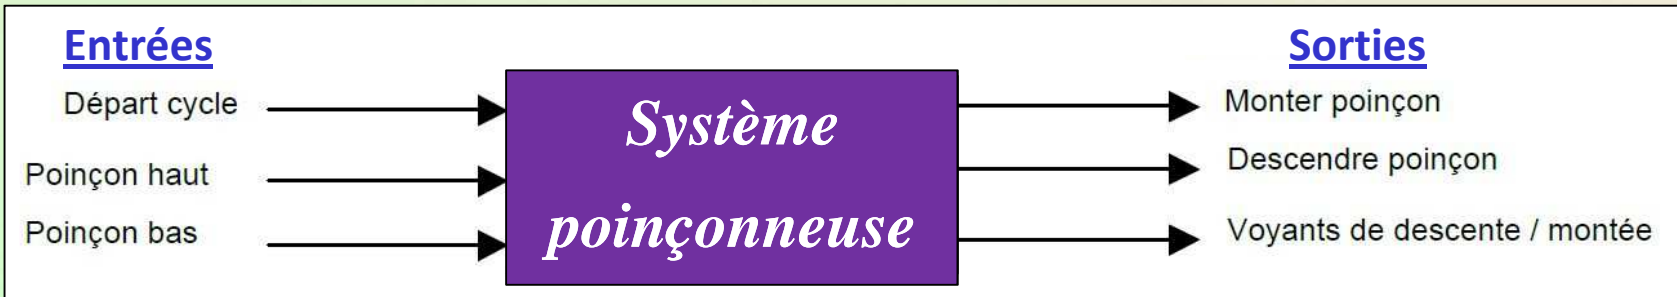 Entrées
Sorties
Départ cycle
Poinçon haut
Poinçon bas
Système
poinçonneuse
Monter poinçon
Descendre poinçon
Voyants de descente / montée